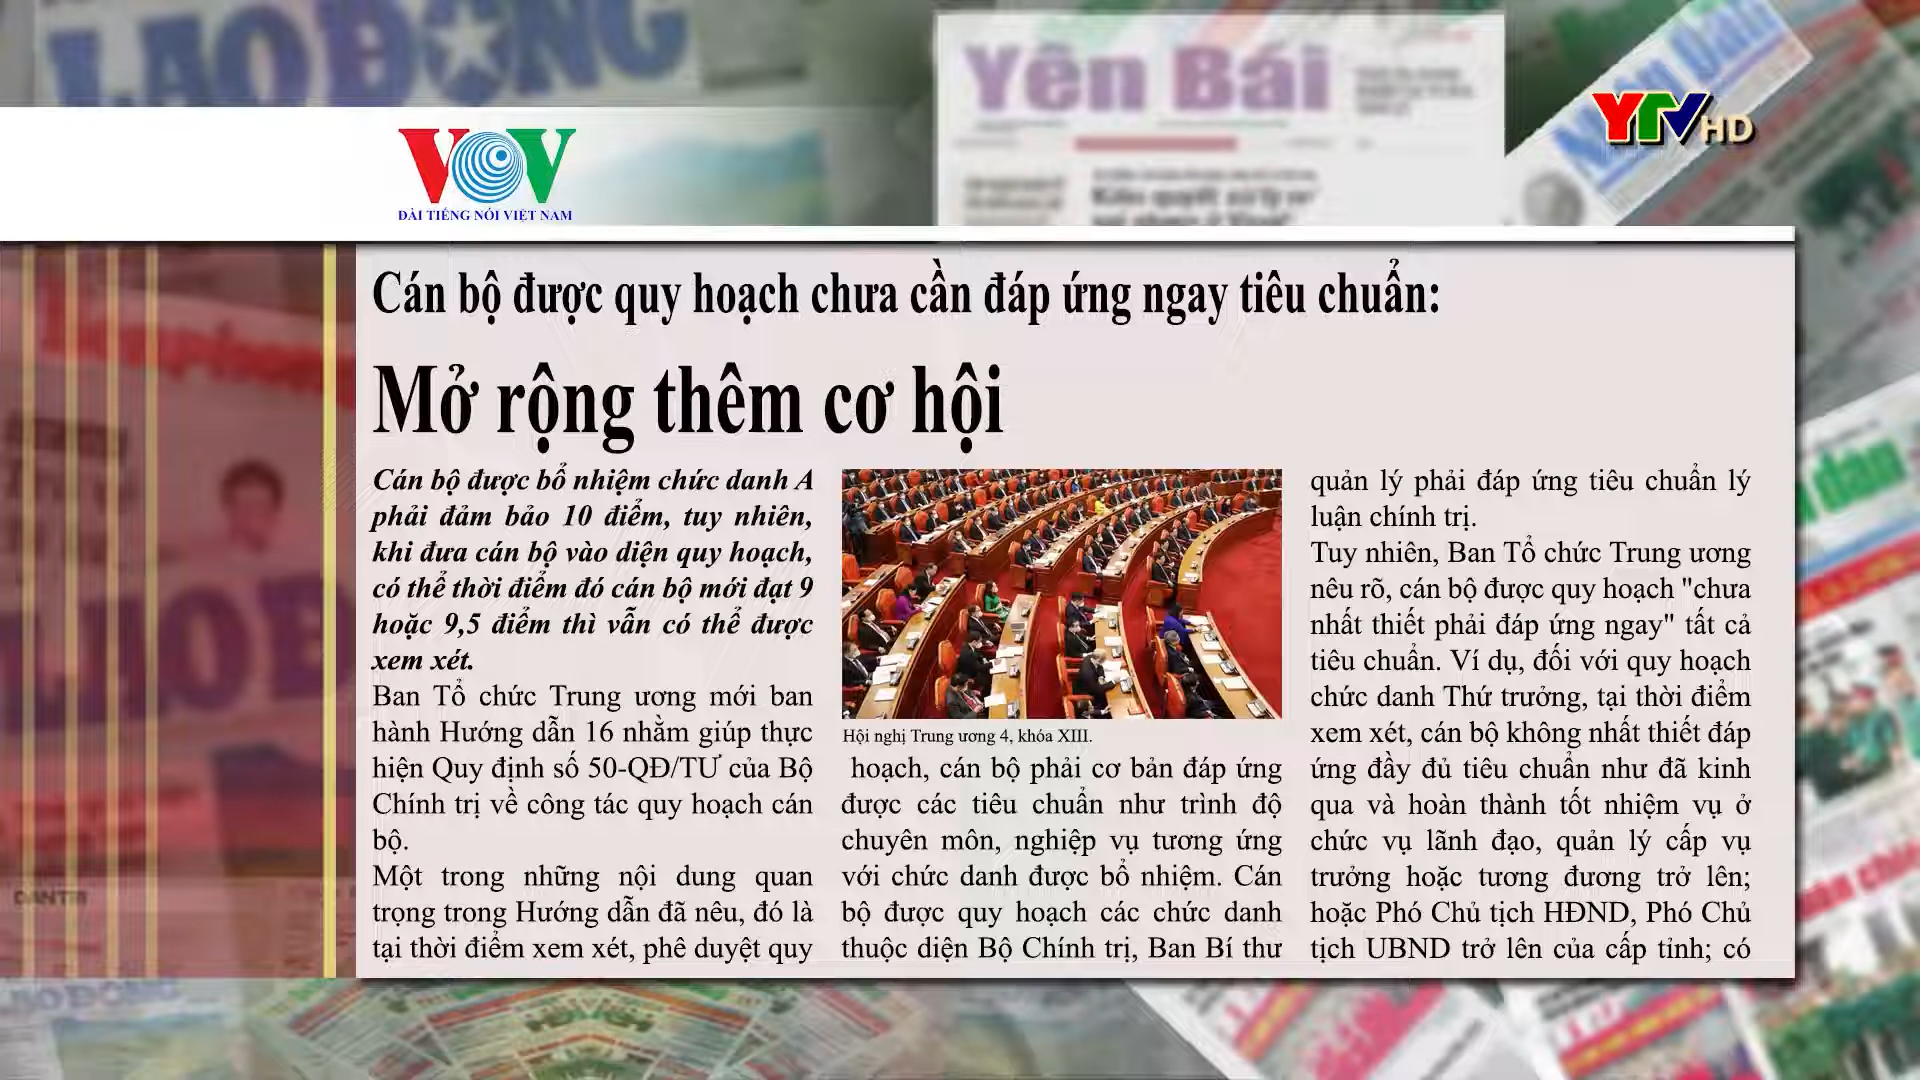 LAO ĐỘNG
Yên Bái
Nhân Dân
YTV HD
VOV
ĐÀI TIẾNG NÓI VIỆT NAM
Cán bộ được quy hoạch chưa cần đáp ứng ngay tiêu chuẩn:
Mở rộng thêm cơ hội
Cán bộ được bổ nhiệm chức danh A
phải đảm bảo 10 điểm, tuy nhiên,
khi đưa cán bộ vào diện quy hoạch,
có thể thời điểm đó cán bộ mới đạt 9
hoặc 9,5 điểm thì vẫn có thể được
xem xét.
Ban Tổ chức Trung ương mới ban
hành Hướng dẫn 16 nhằm giúp thực
hiện Quy định số 50-QĐ/TƯ của Bộ
Chính trị về công tác quy hoạch cán
bộ.
Một trong những nội dung quan
trọng trong Hướng dẫn đã nêu, đó là
tại thời điểm xem xét, phê duyệt quy
Hội nghị Trung ương 4, khóa XIII.
hoạch, cán bộ phải cơ bản đáp ứng
được các tiêu chuẩn như trình độ
chuyên môn, nghiệp vụ tương ứng
với chức danh được bổ nhiệm. Cán
bộ được quy hoạch các chức danh
thuộc diện Bộ Chính trị, Ban Bí thư
quản lý phải đáp ứng tiêu chuẩn lý
luận chính trị.
Tuy nhiên, Ban Tổ chức Trung ương
nêu rõ, cán bộ được quy hoạch "chưa
nhất thiết phải đáp ứng ngay" tất cả
tiêu chuẩn. Ví dụ, đối với quy hoạch
chức danh Thứ trưởng, tại thời điểm
xem xét, cán bộ không nhất thiết đáp
ứng đầy đủ tiêu chuẩn như đã kinh
qua và hoàn thành tốt nhiệm vụ ở
chức vụ lãnh đạo, quản lý cấp vụ
trưởng hoặc tương đương trở lên;
hoặc Phó Chủ tịch HĐND, Phó Chủ
tịch UBND trở lên của cấp tỉnh; có